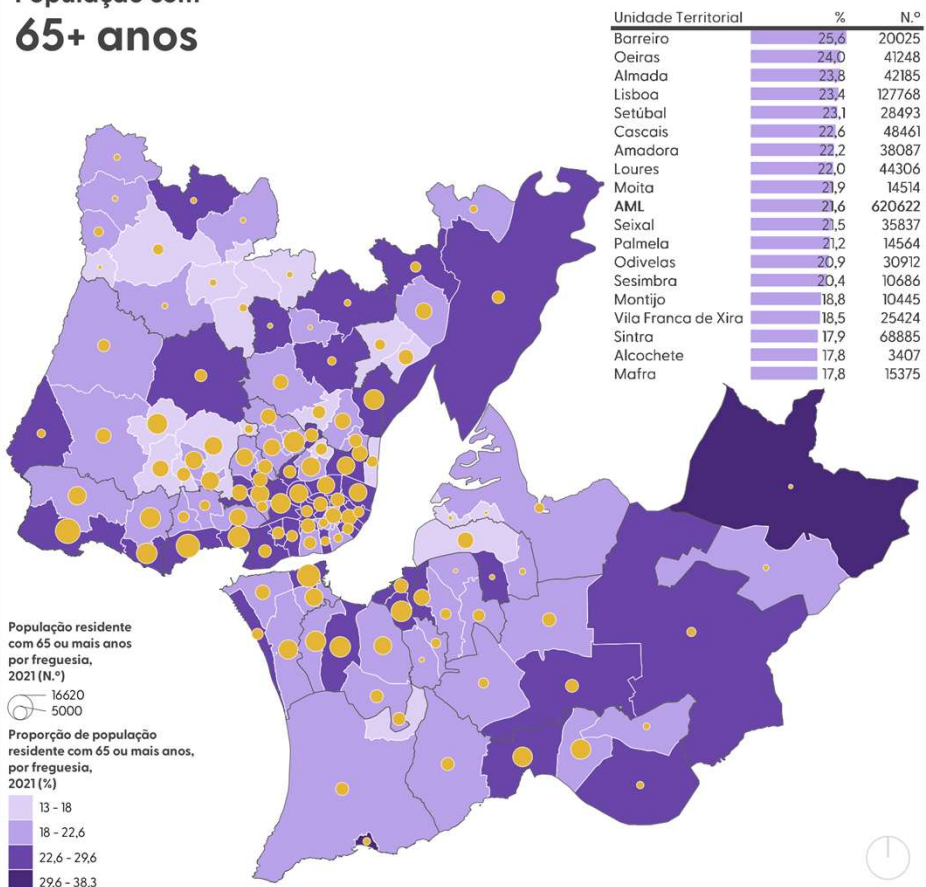 População com
65+ anos
Unidade Territorial % N.º
Barreiro 25,6 20025
Oeiras 24,0 41248
Almada 23,8 42185
Lisboa 23,4 127768
Setúbal 23,1 28493
Cascais 22,6 48461
Amadora 22,2 38087
Loures 22,0 44306
Moita 21,9 14514
AML 21,6 620622
Seixal 21,5 35837
Palmela 21,2 14564
Odivelas 20,9 30912
Sesimbra 20,4 10686
Montijo 18,8 10445
Vila Franca de Xira 18,5 25424
Sintra 17,9 68885
Alcochete 17,8 3407
Mafra 17,8 15375
População residente
com 65 ou mais anos
por freguesia,
2021 (N.º)
16620
5000
Proporção de população
residente com 65 ou mais anos,
por freguesia,
2021 (%)
13 - 18
18 - 22,6
22,6 - 29,6
29,6 - 38,3